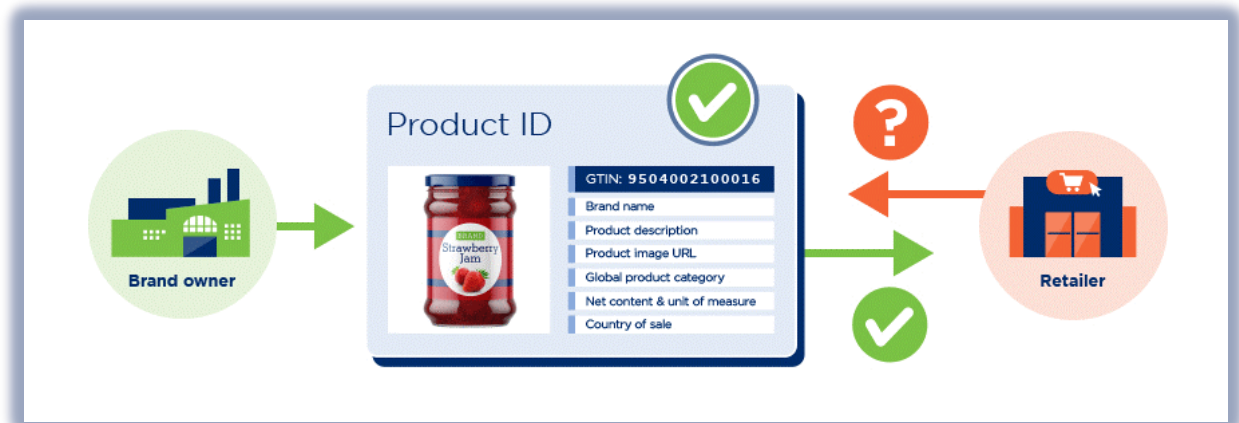 Product ID
GTIN: 9504002100016
Brand name
Product description
Product image URL
Global product category
Net content & unit of measure
Country of sale
BRAND
Strawberry
Jam
Brand owner
?
Retailer